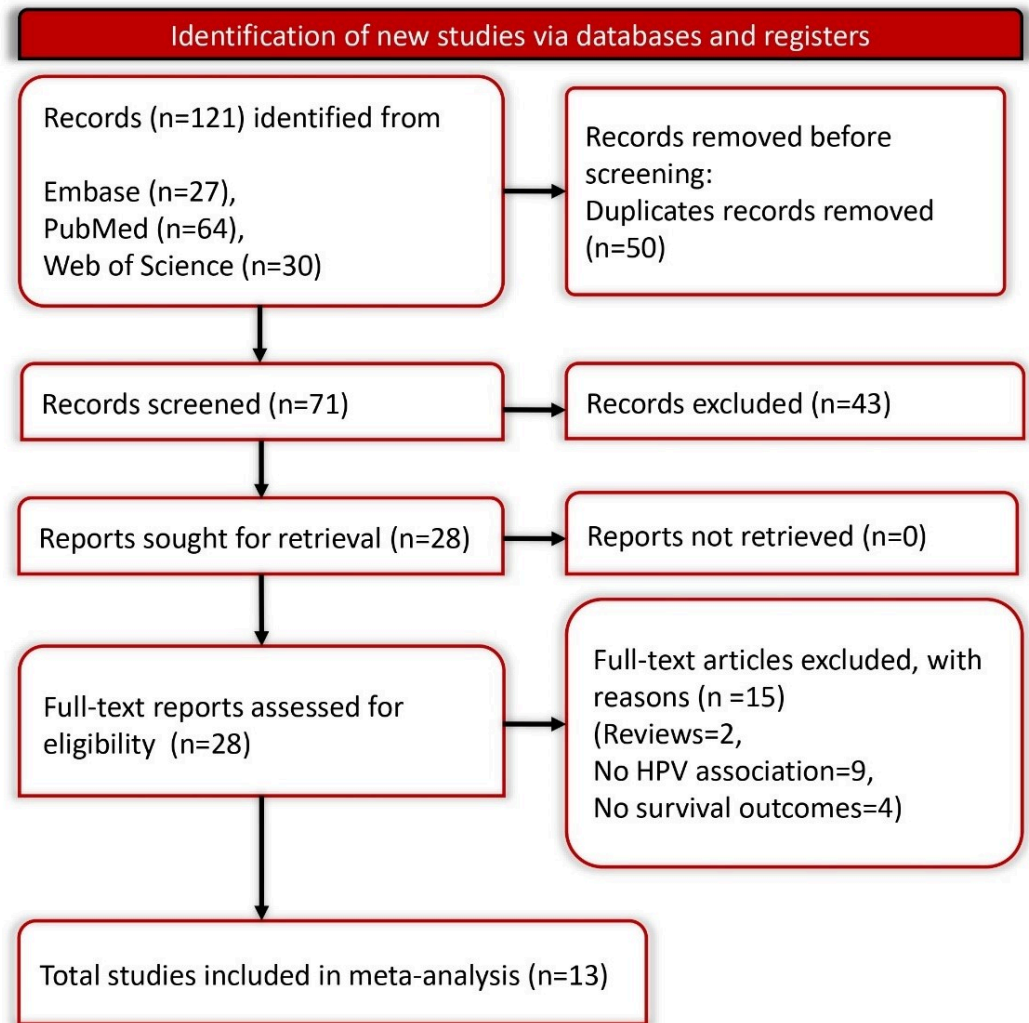 Identification of new studies via databases and registers
Records (n=121) identified from
Embase (n=27),
PubMed (n=64),
Web of Science (n=30)
Records removed before
screening:
Duplicates records removed
(n=50)
Records screened (n=71)
Records excluded (n=43)
Reports sought for retrieval (n=28)
Reports not retrieved (n=0)
Full-text reports assessed for
eligibility  (n=28)
Full-text articles excluded, with
reasons (n =15)
(Reviews=2,
No HPV association=9,
No survival outcomes=4)
Total studies included in meta-analysis (n=13)